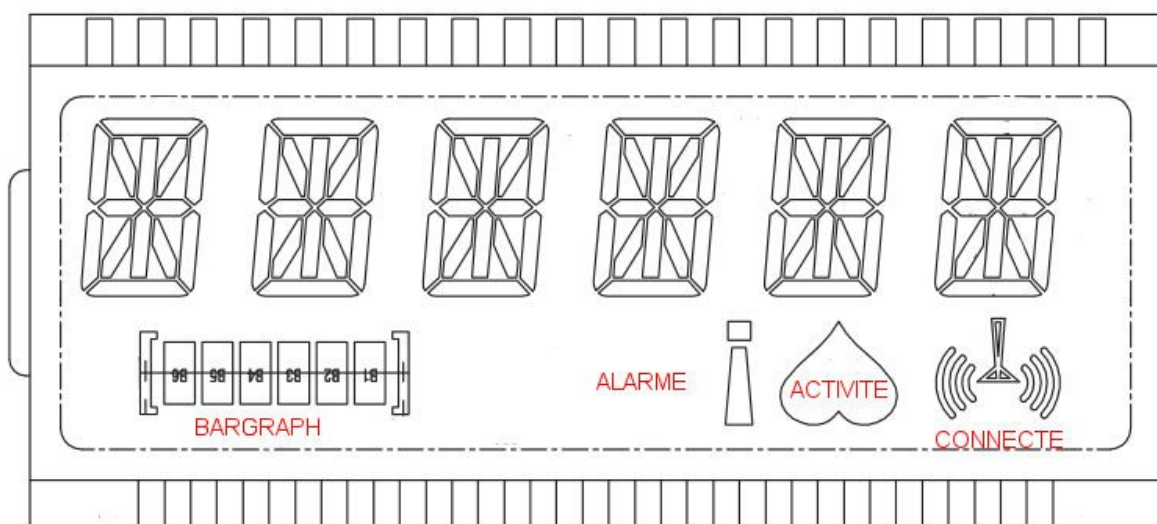 B6 B5 B4 B3 B2 B1
ALARME
ACTIVITE
BARGRAPH
CONNECTE